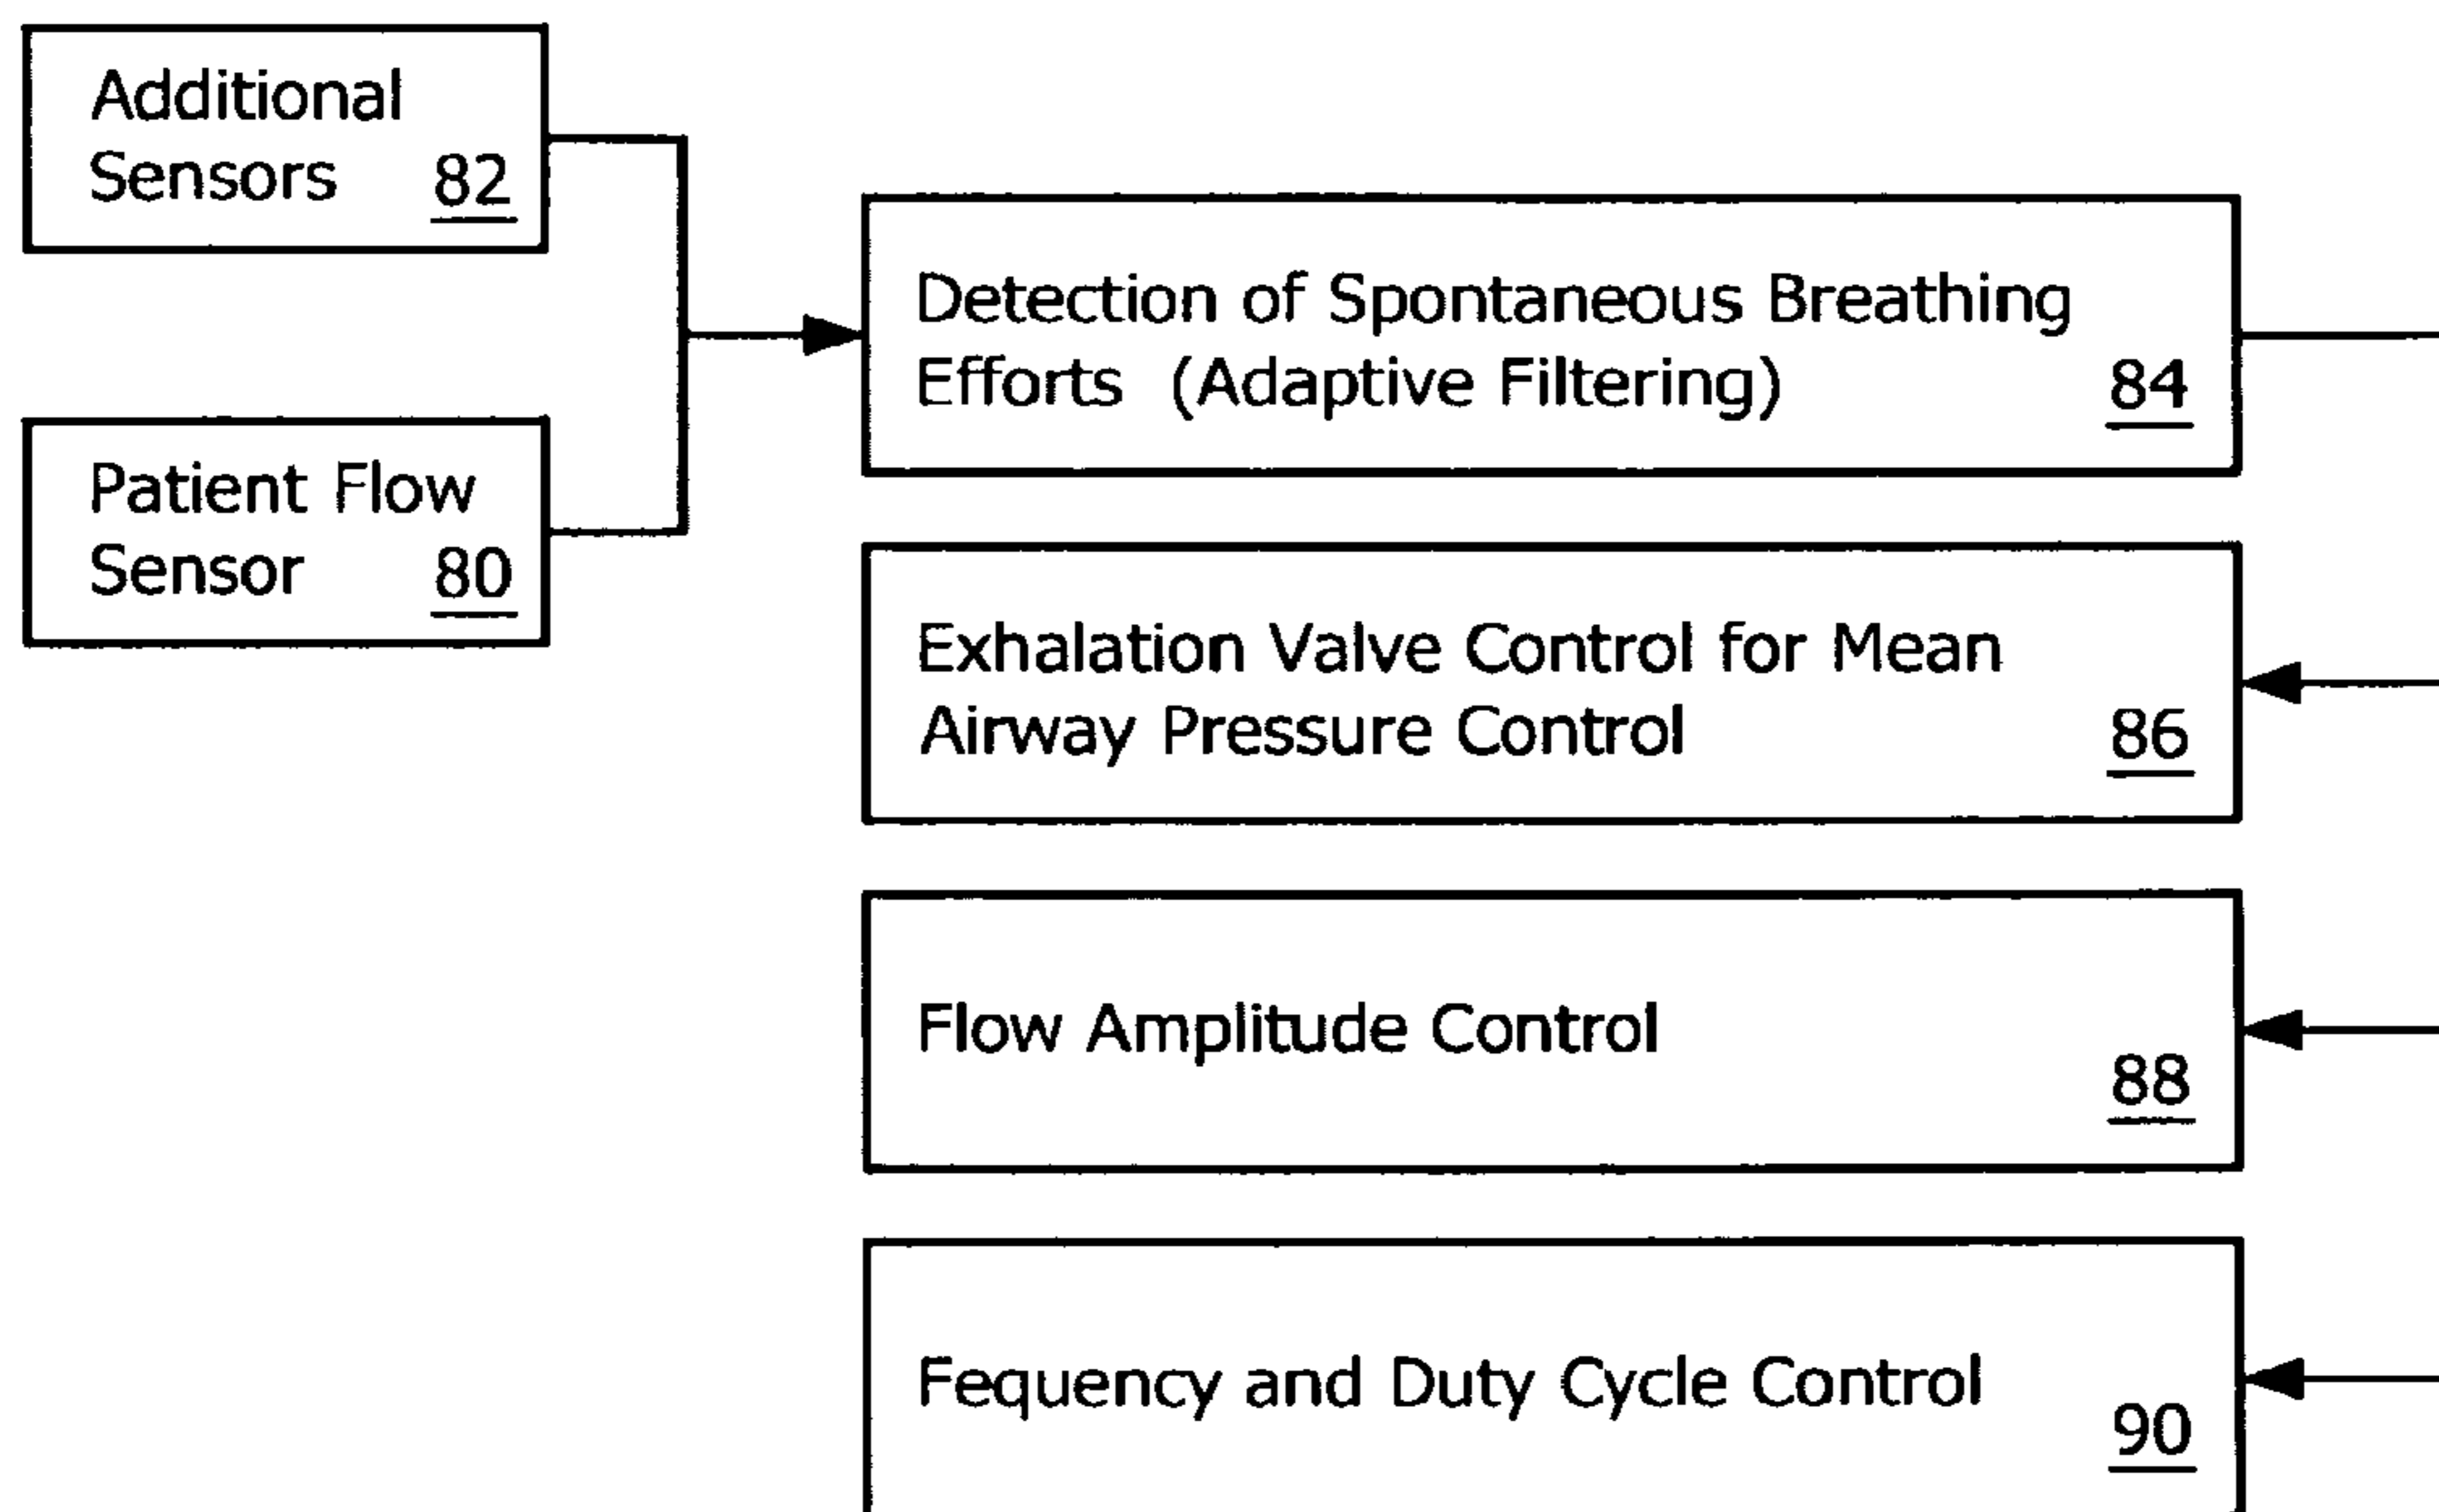 Additional
Sensors 82
Patient Flow
Sensor 80
Detection of Spontaneous Breathing
Efforts (Adaptive Filtering) 84
Exhalation Valve Control for Mean
Airway Pressure Control 86
Flow Amplitude Control
88
Fequency and Duty Cycle Control
90